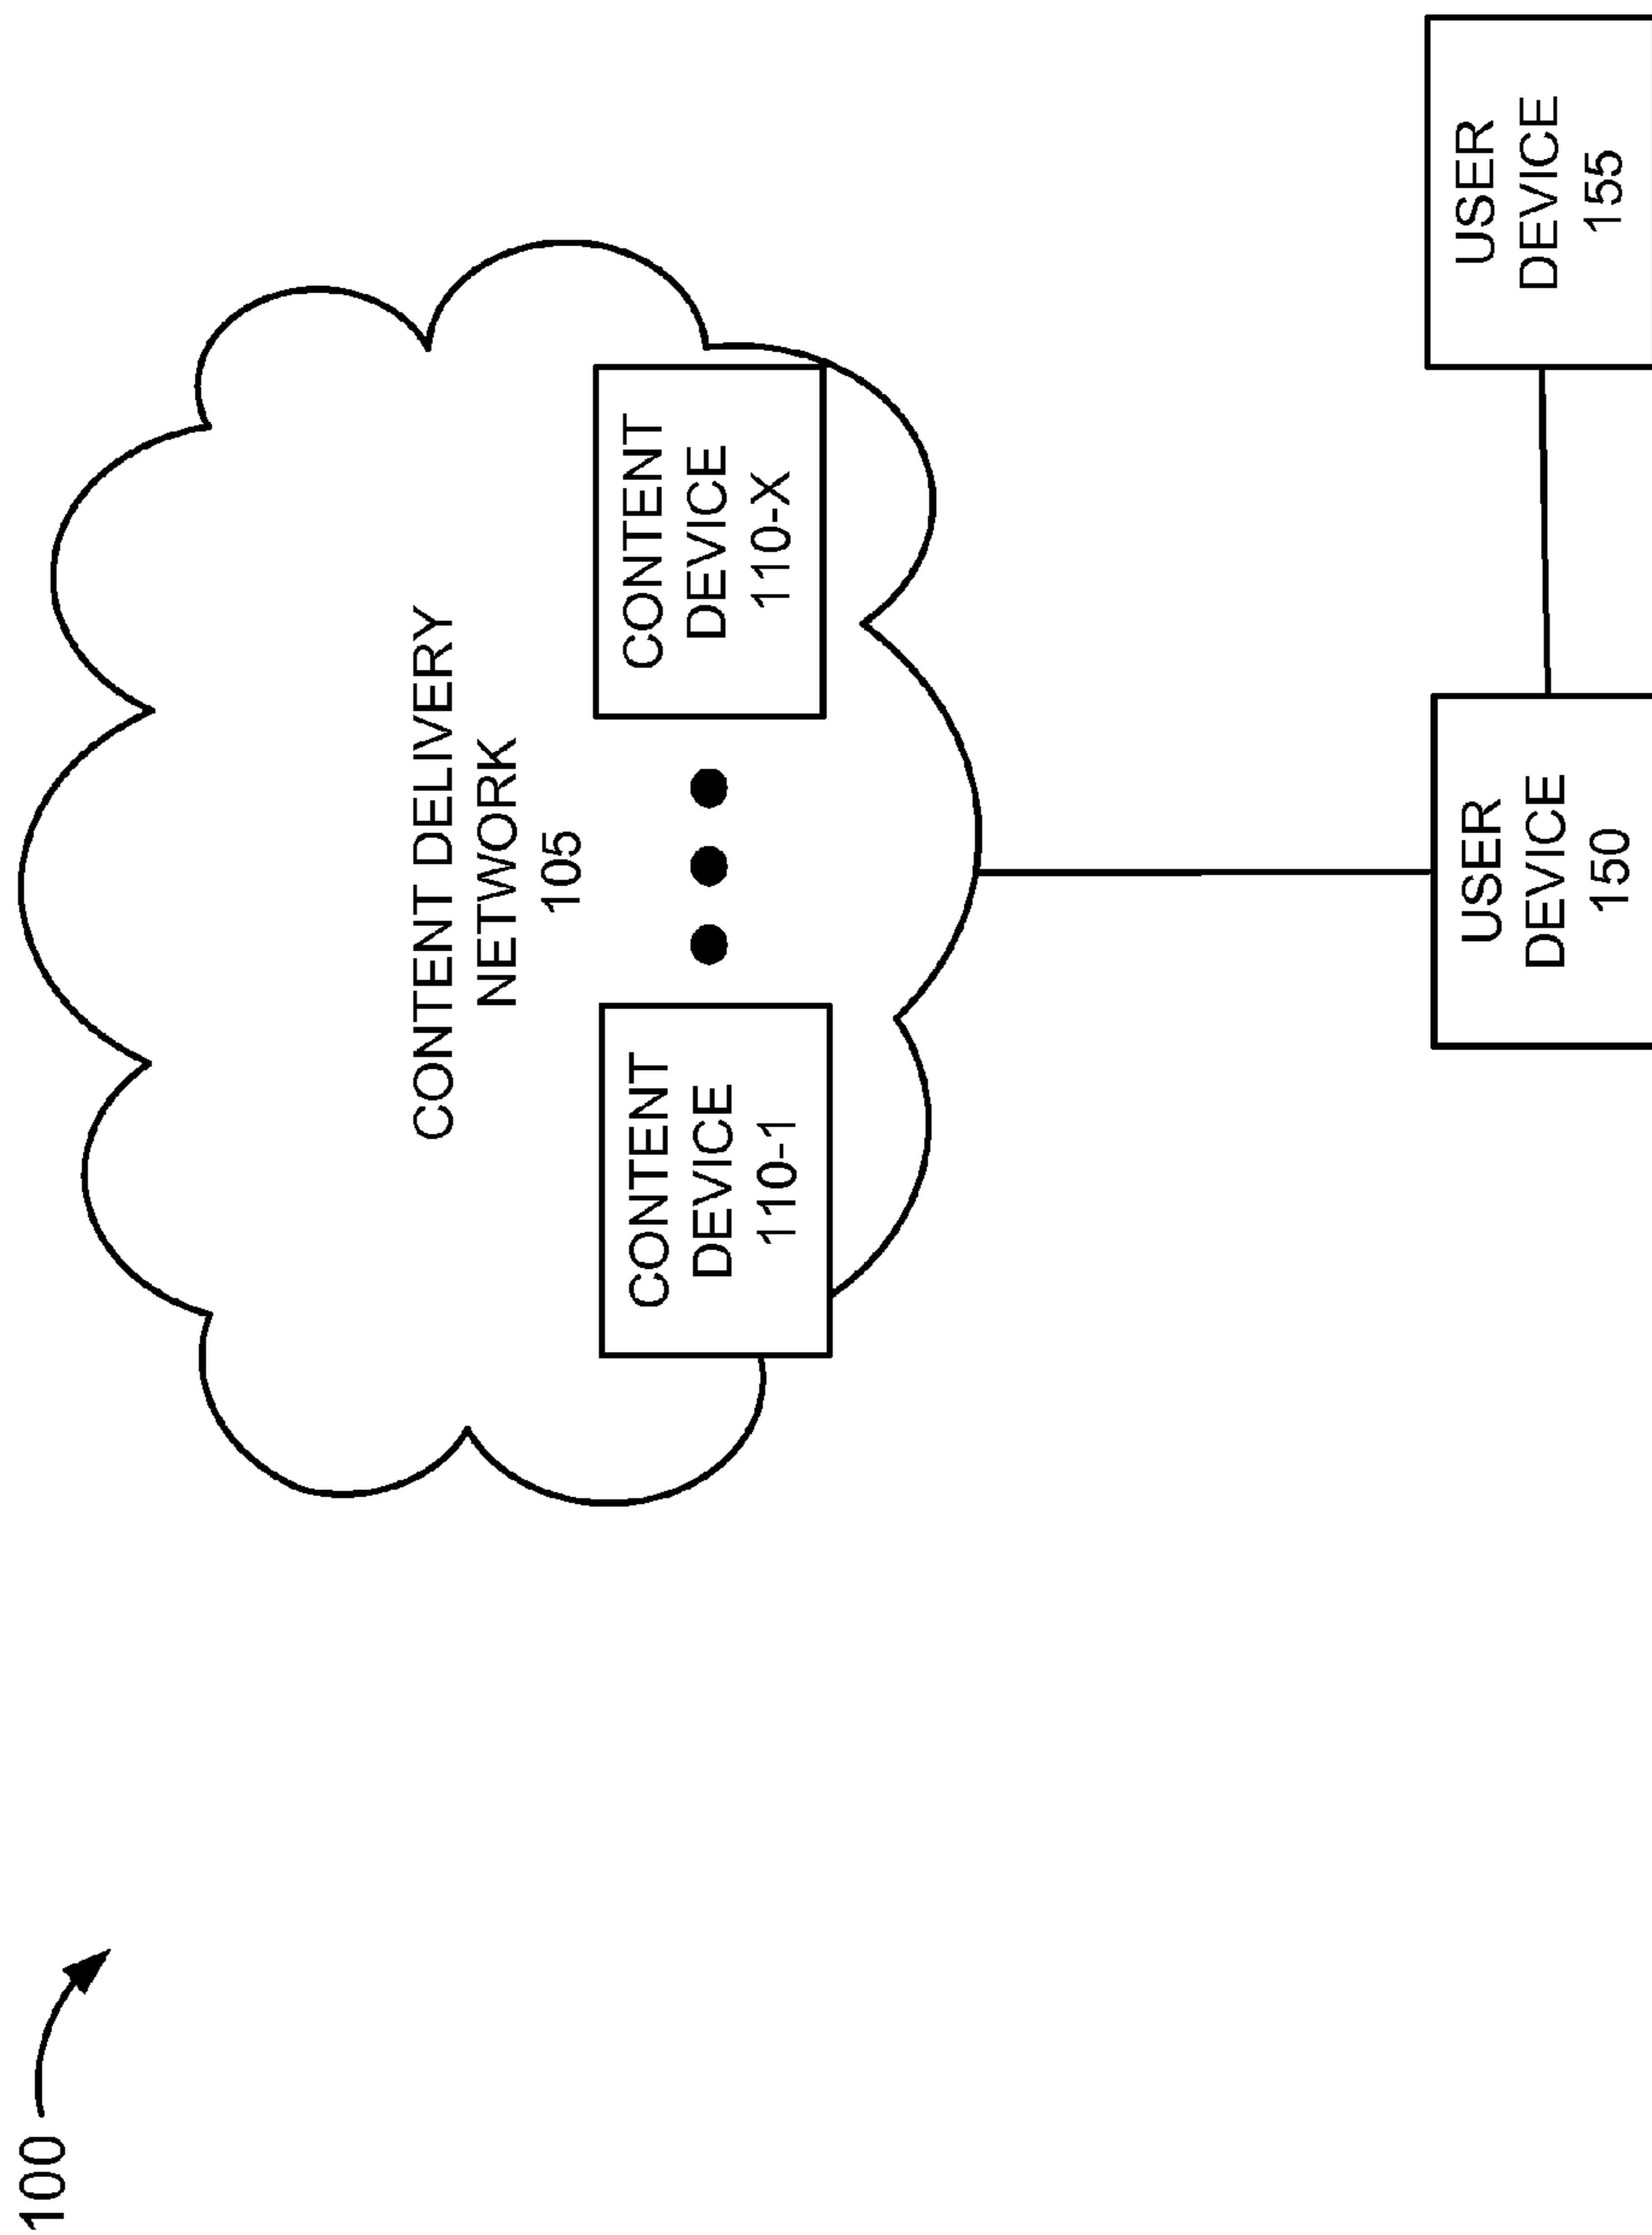 100
CONTENT DELIVERY
NETWORK
105
CONTENT
DEVICE
110-1
CONTENT
DEVICE
110-X
USER
DEVICE
150
USER
DEVICE
155